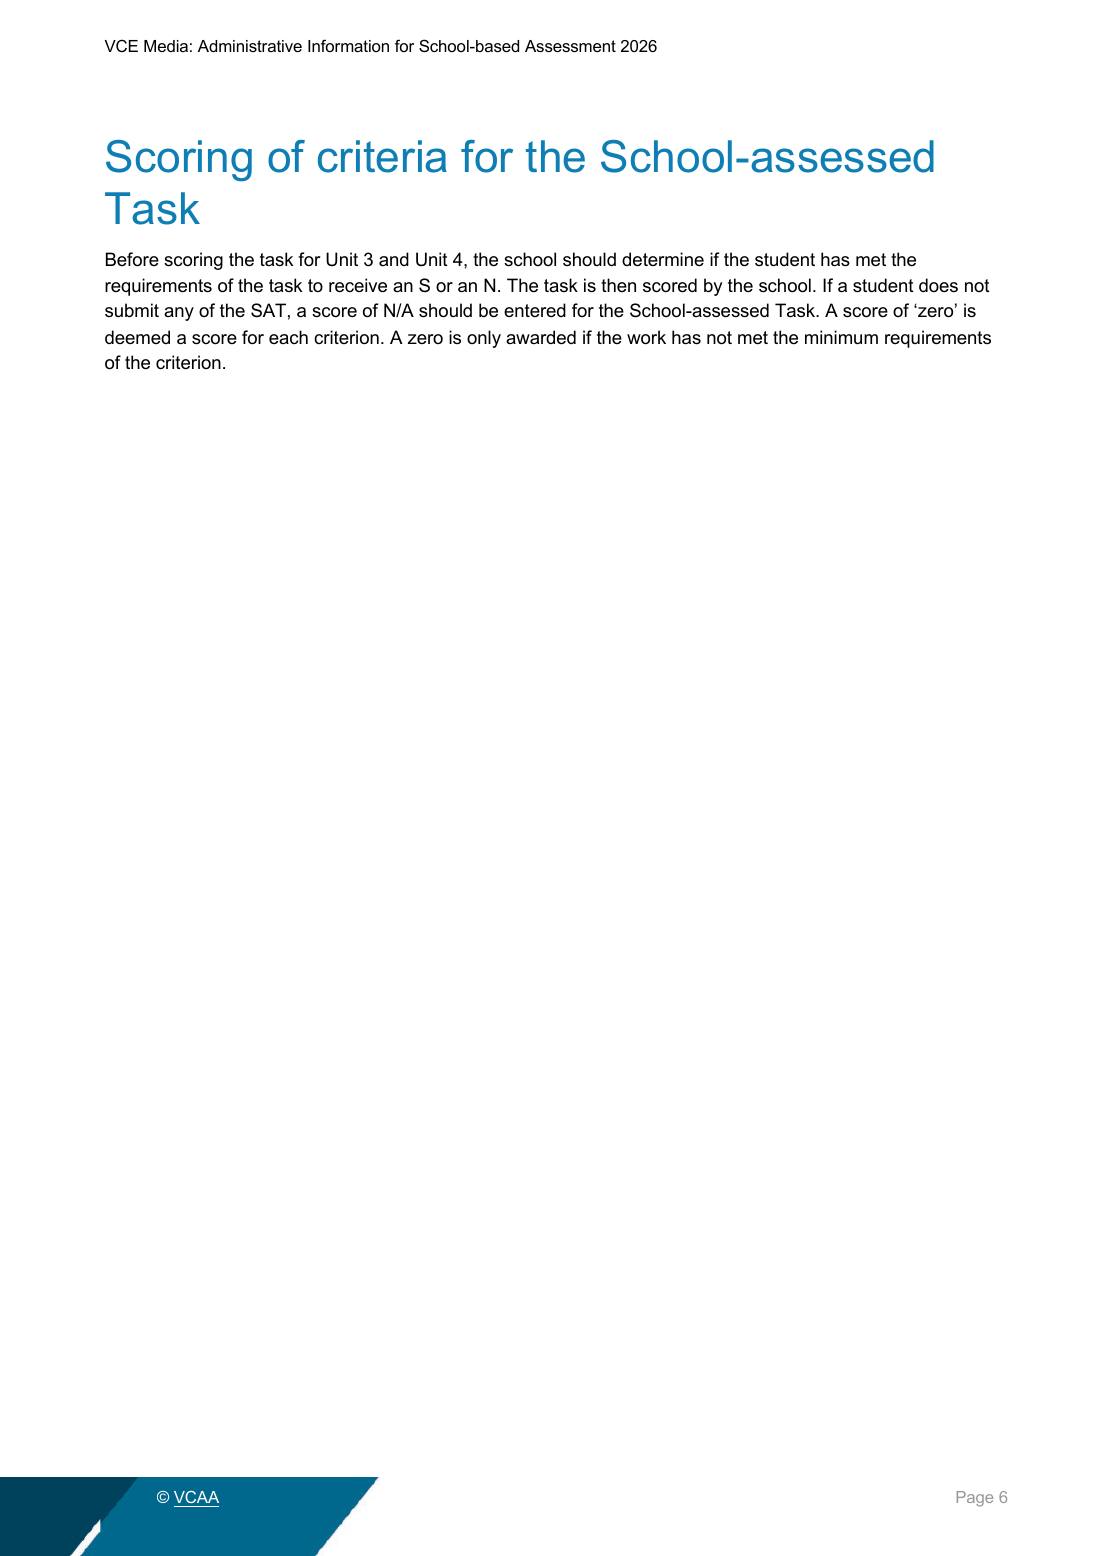 VCE Media: Administrative Information for School-based Assessment 2026
Scoring of criteria for the School-assessed
Task
Before scoring the task for Unit 3 and Unit 4, the school should determine if the student has met the
requirements of the task to receive an S or an N. The task is then scored by the school. If a student does not
submit any of the SAT, a score of N/A should be entered for the School-assessed Task. A score of ‘zero’ is
deemed a score for each criterion. A zero is only awarded if the work has not met the minimum requirements
of the criterion.
© VCAA
Page 6